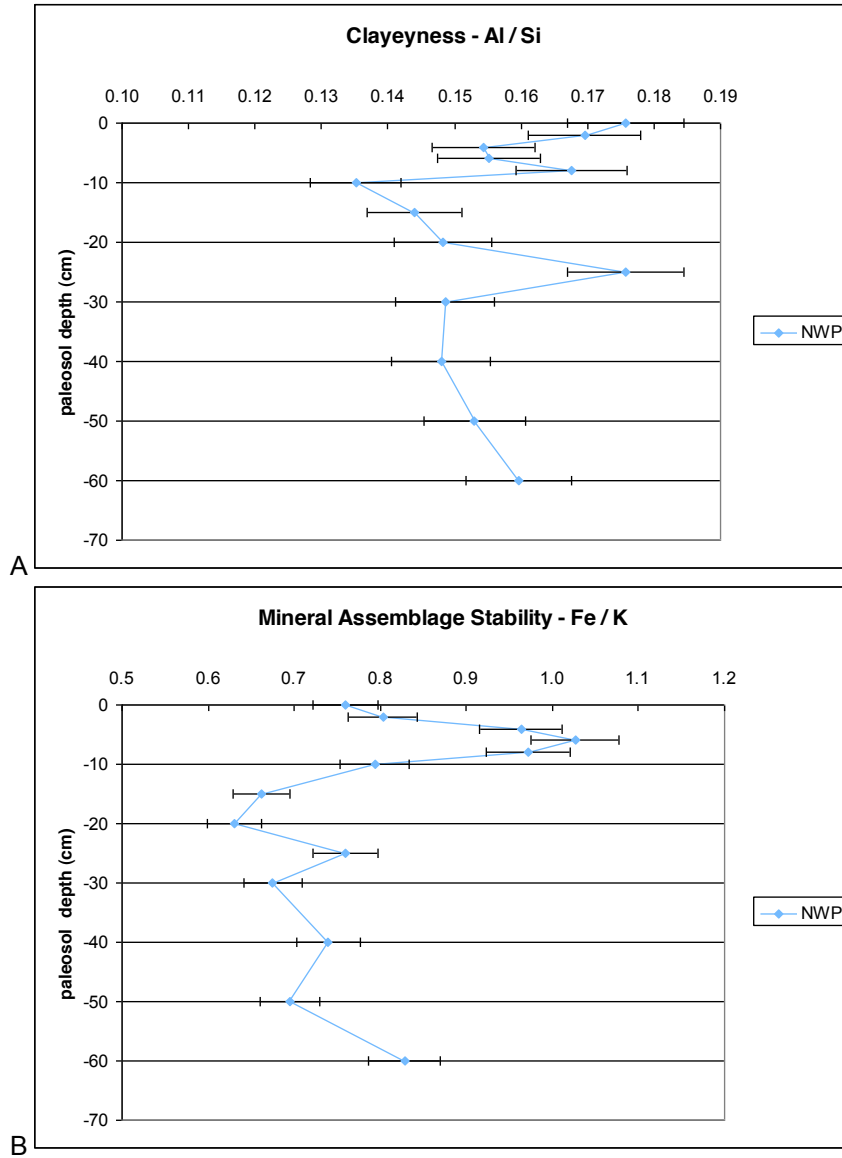 Clayeyness - Al / Si
0.10 0.11 0.12 0.13 0.14 0.15 0.16 0.17 0.18 0.19
0
-10
-20
-30
-40
-50
-60
-70
paleosol depth (cm)
NWP
A
Mineral Assemblage Stability - Fe / K
0.5 0.6 0.7 0.8 0.9 1.0 1.1 1.2
0
-10
-20
-30
-40
-50
-60
-70
paleosol depth (cm)
NWP
B